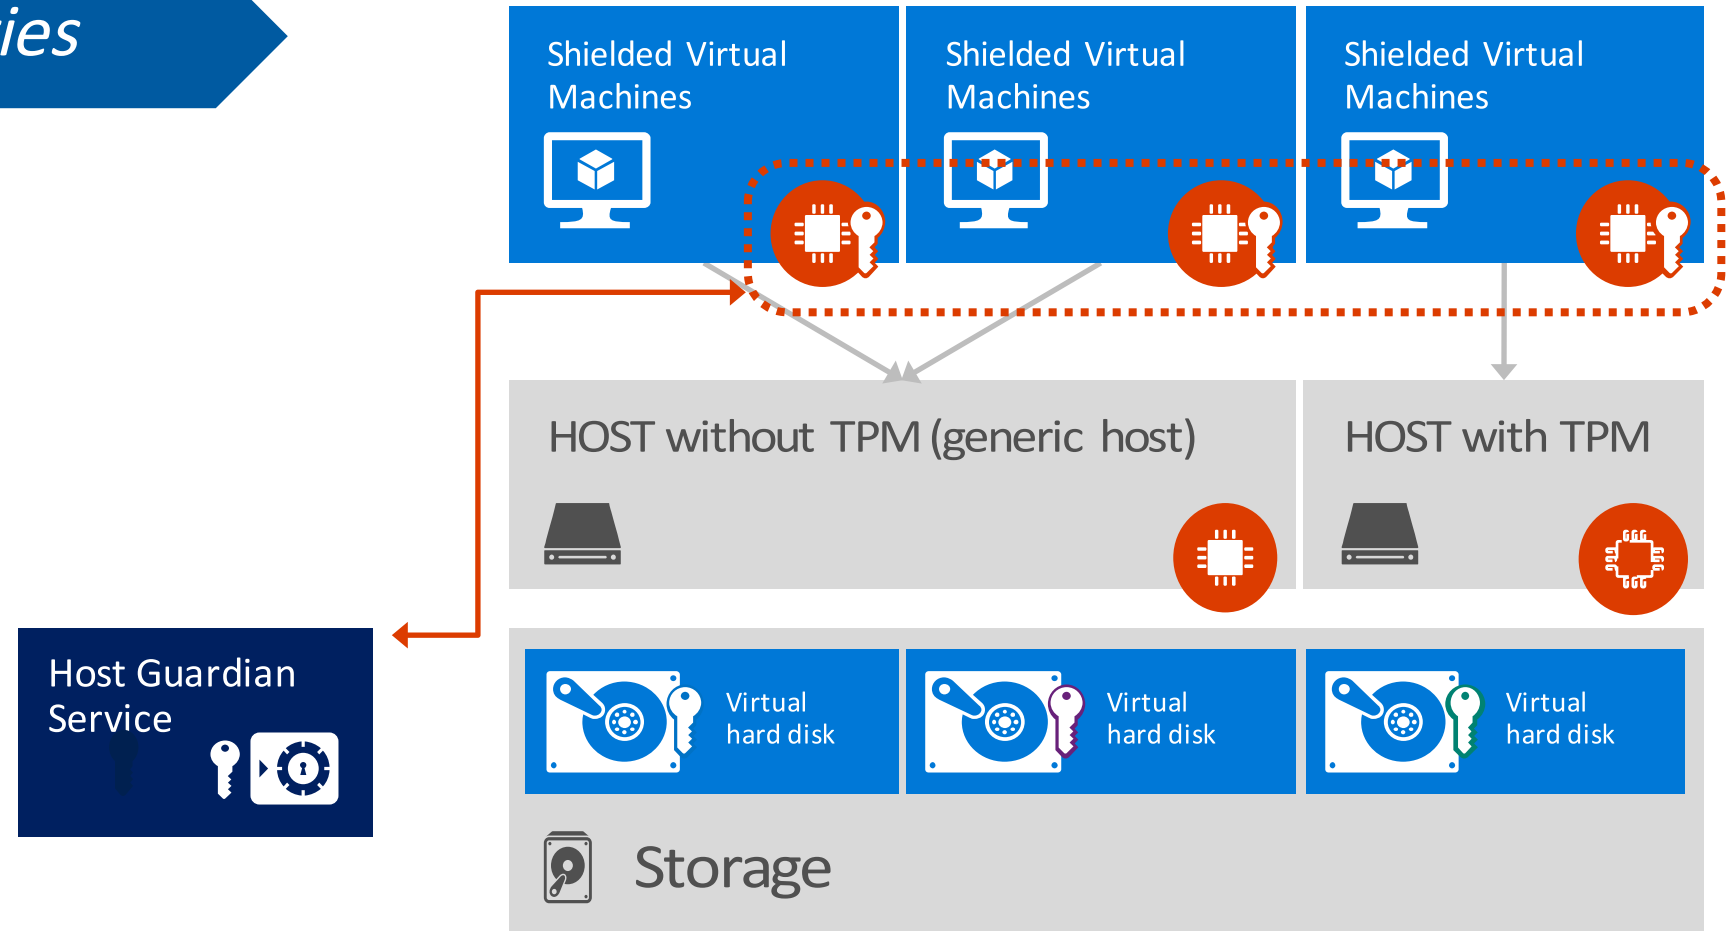 ies
Shielded Virtual
Machines
Shielded Virtual
Machines
Shielded Virtual
Machines
HOST without TPM (generic host)
HOST with TPM
Host Guardian
Service
Virtual
hard disk
Virtual
hard disk
Virtual
hard disk
Storage